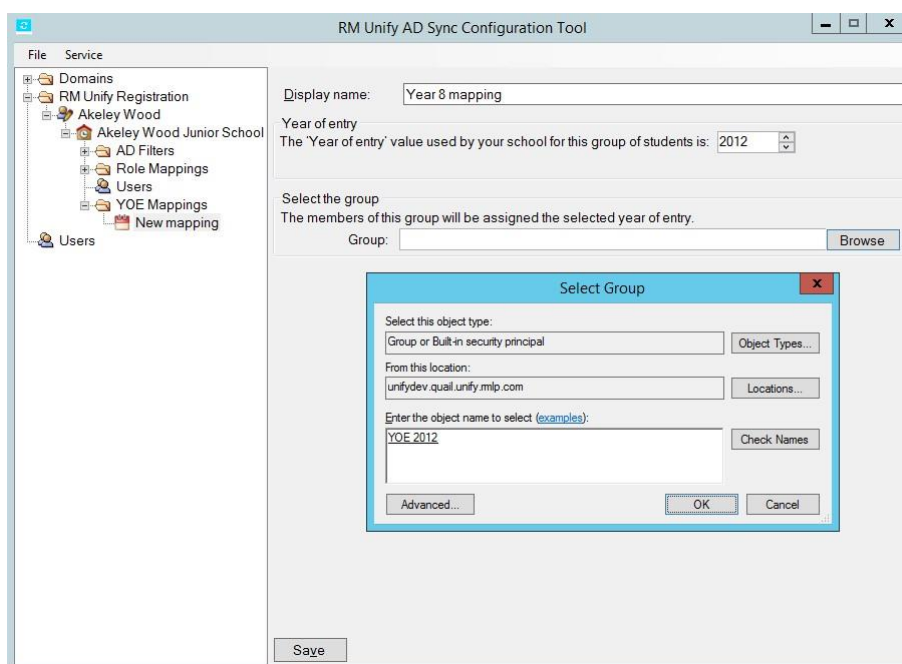 RM Unify AD Sync Configuration Tool
File Service
Domains
RM Unify Registration
Akeley Wood
Akeley Wood Junior School
AD Filters
Role Mappings
Users
YOE Mappings
New mapping
Users
Display name: Year 8 mapping
Year of entry
The 'Year of entry' value used by your school for this group of students is: 2012
Select the group
The members of this group will be assigned the selected year of entry.
Group: Browse
Select Group
Select this object type:
Group or Built-in security principal Object Types...
From this location:
unifydev.quail.unify.rmlp.com Locations...
Enter the object name to select (examples):
YOE 2012 Check Names
Advanced... OK Cancel
Save